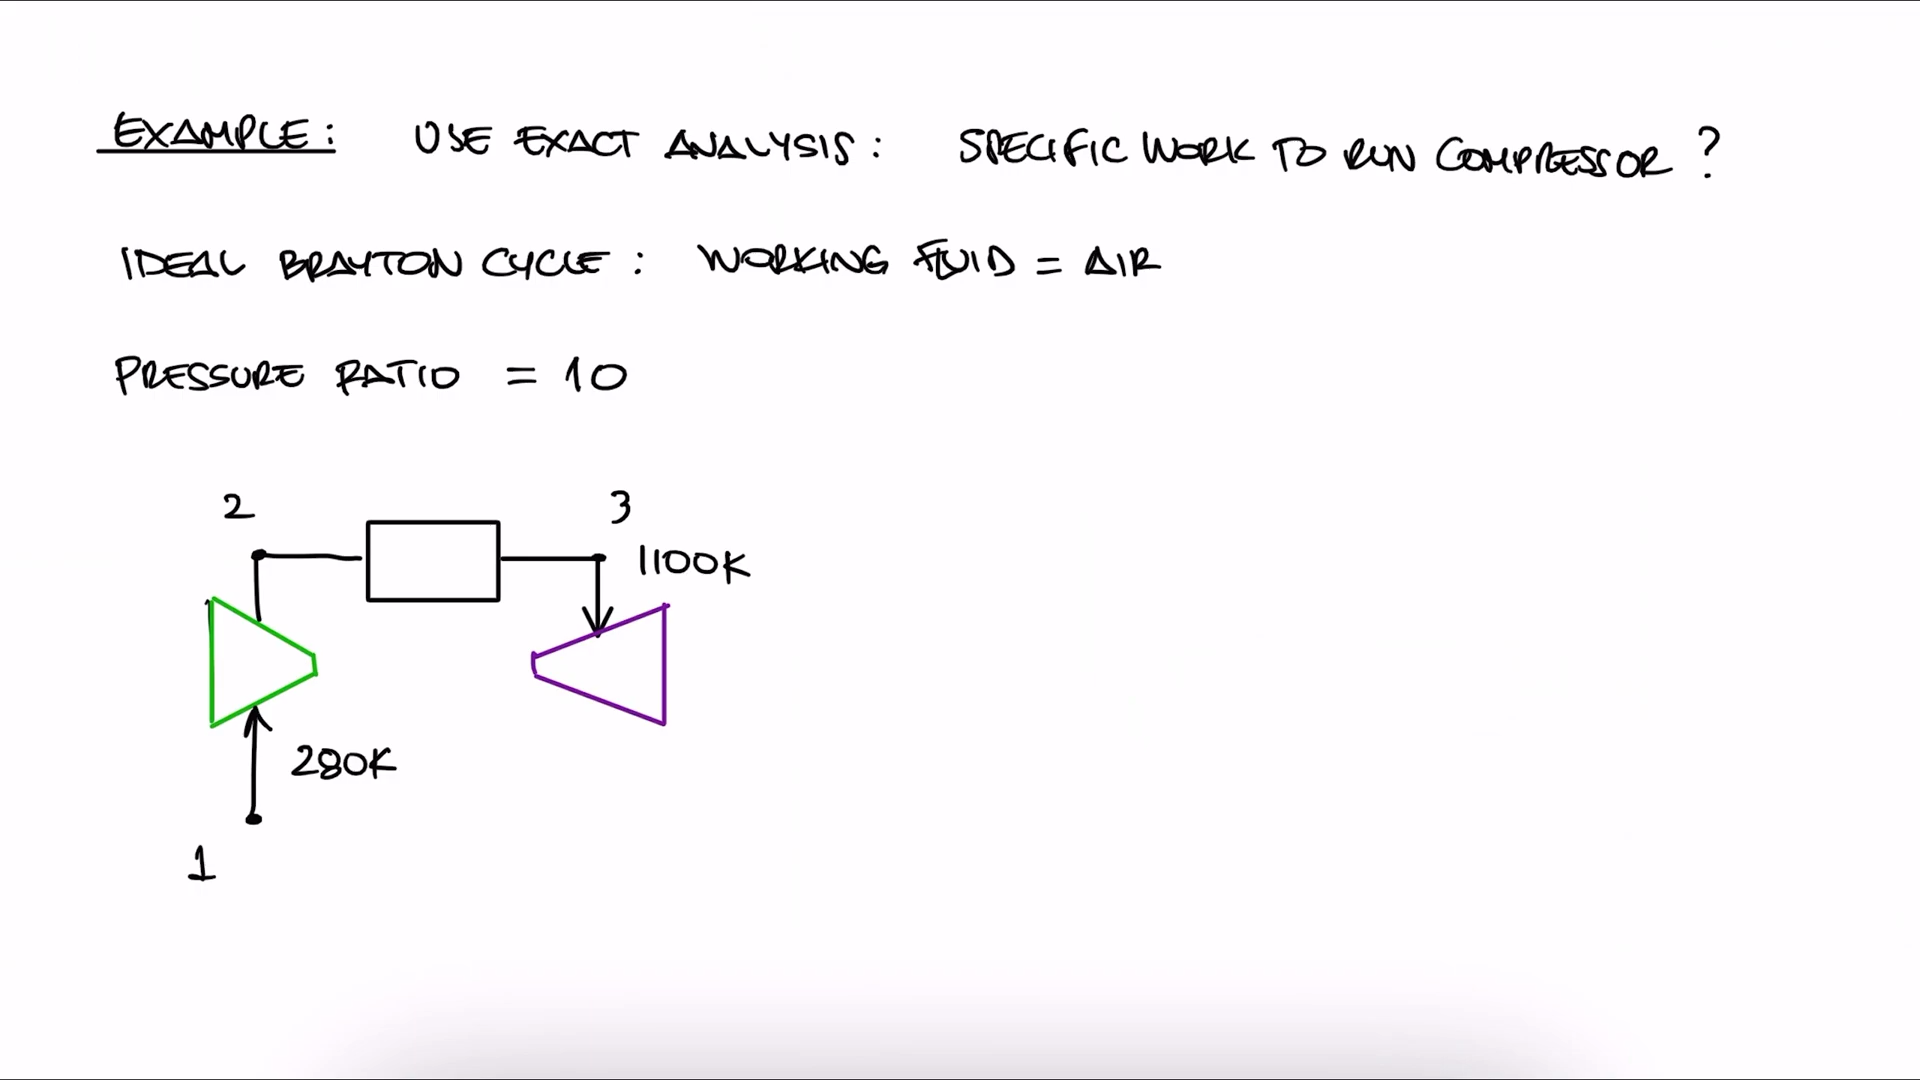 EXAMPLE: USE EXACT ANALYSIS: SPECIFIC WORK TO RUN COMPRESSOR?
IDEAL BRAYTON CYCLE: WORKING FLUID = AIR
PRESSURE RATIO = 10
2
3
1100K
280K
1